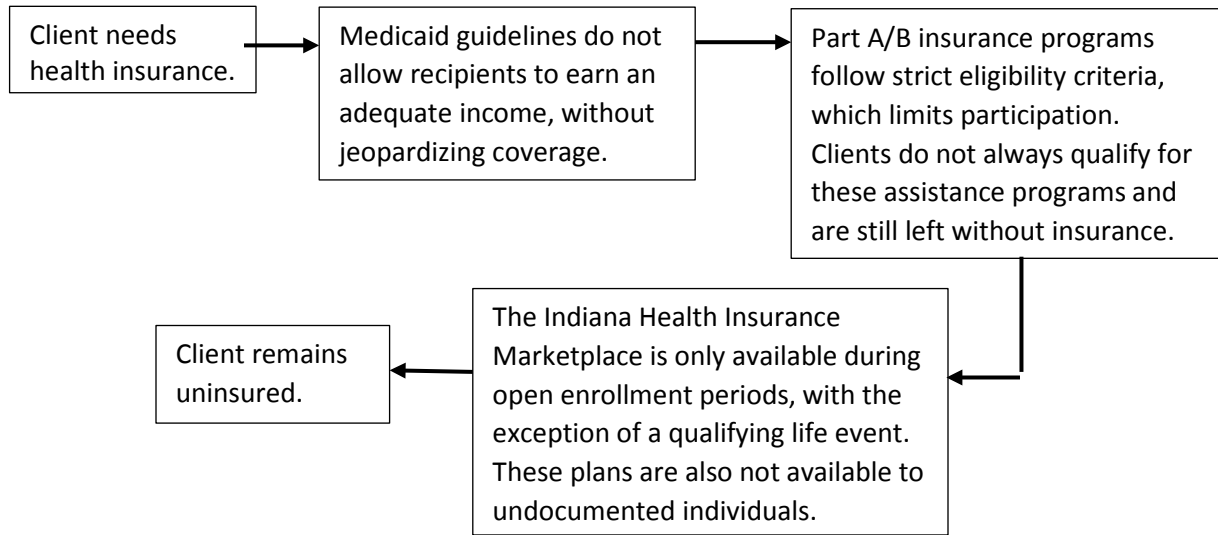 Client needs
health insurance.
Medicaid guidelines do not
allow recipients to earn an
adequate income, without
jeopardizing coverage.
Part A/B insurance programs
follow strict eligibility criteria,
which limits participation.
Clients do not always qualify for
these assistance programs and
are still left without insurance.
The Indiana Health Insurance
Marketplace is only available during
open enrollment periods, with the
exception of a qualifying life event.
These plans are also not available to
undocumented individuals.
Client remains
uninsured.